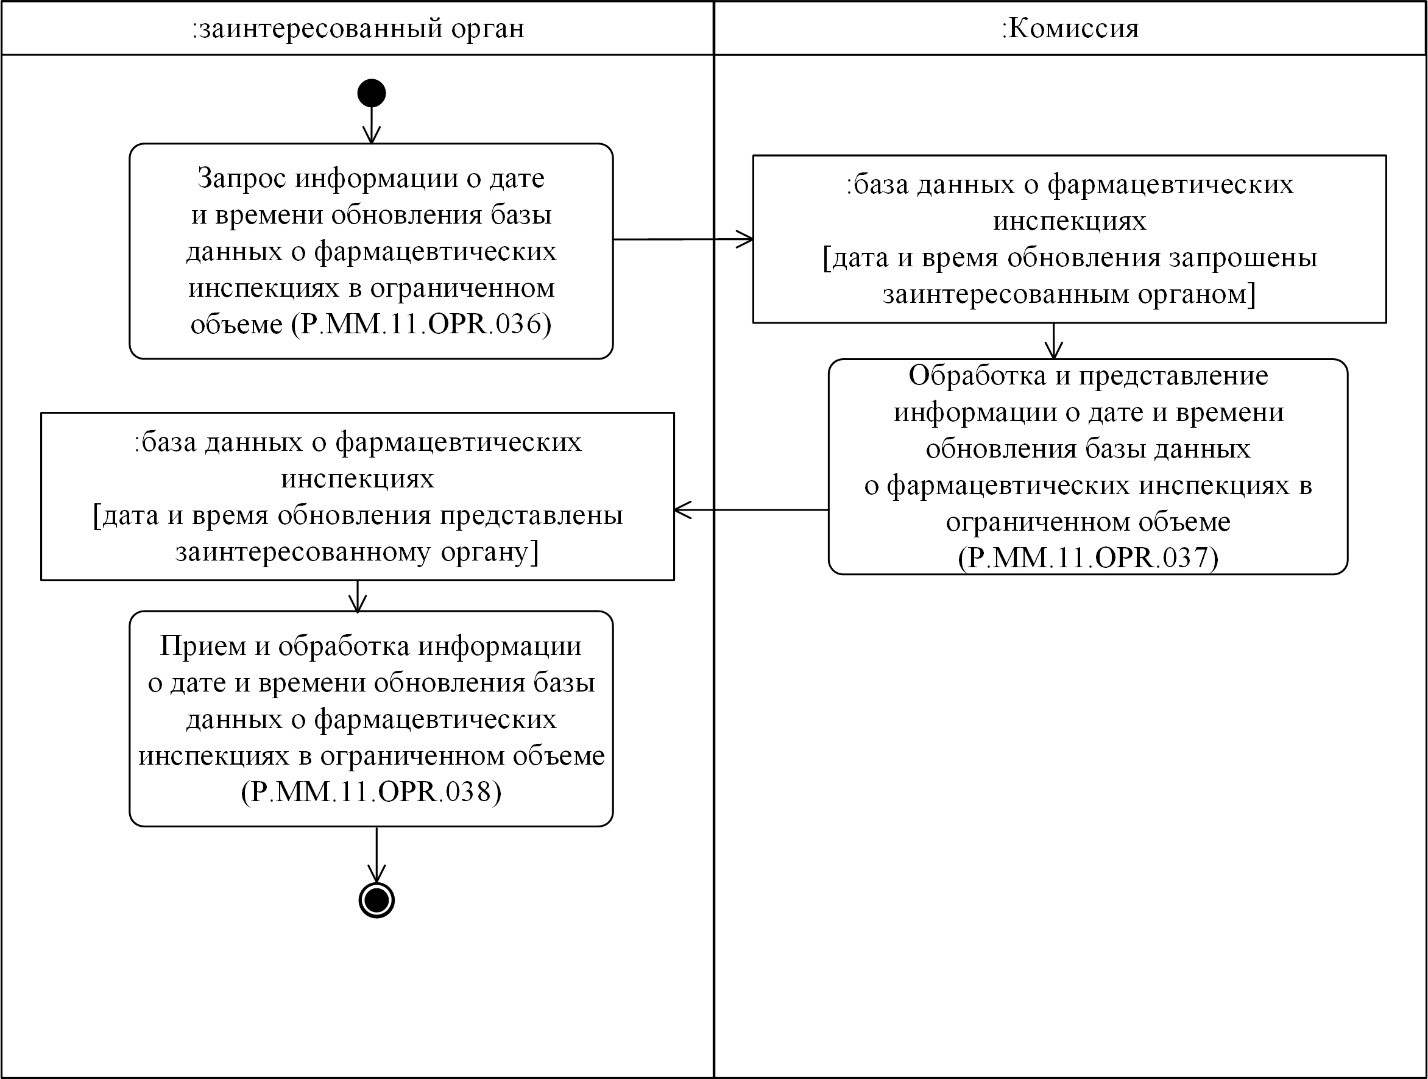 :заинтересованный орган
:Комиссия
Запрос информации о дате
и времени обновления базы
данных о фармацевтических
инспекциях в ограниченном
объеме (P.MM.11.OPR.036)
:база данных о фармацевтических
инспекциях
[дата и время обновления запрошены
заинтересованным органом]
Обработка и представление
информации о дате и времени
обновления базы данных
о фармацевтических инспекциях в
ограниченном объеме
(P.MM.11.OPR.037)
:база данных о фармацевтических
инспекциях
[дата и время обновления представлены
заинтересованному органу]
Прием и обработка информации
о дате и времени обновления базы
данных о фармацевтических
инспекциях в ограниченном объеме
(P.MM.11.OPR.038)